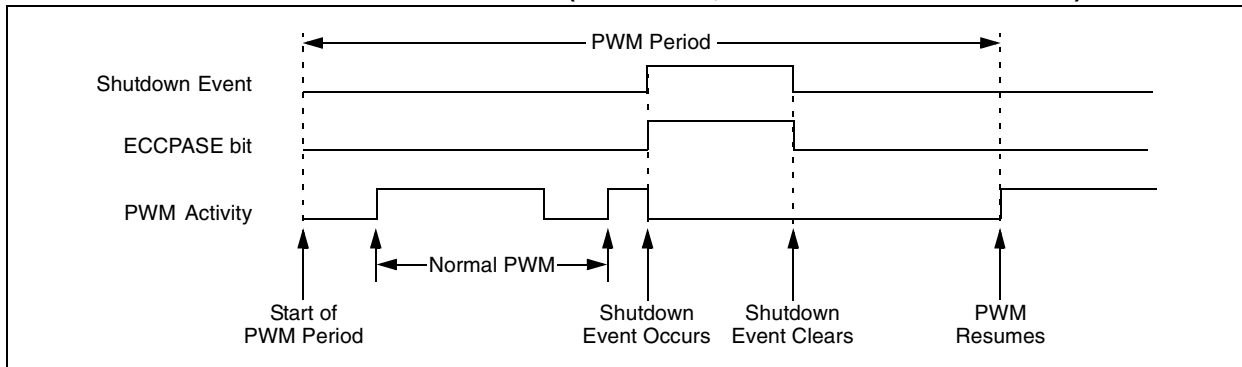 PWM Period
Shutdown Event
ECCPASE bit
PWM Activity
Normal PWM
Start of
PWM Period
Shutdown
Event Occurs
Shutdown
Event Clears
PWM
Resumes